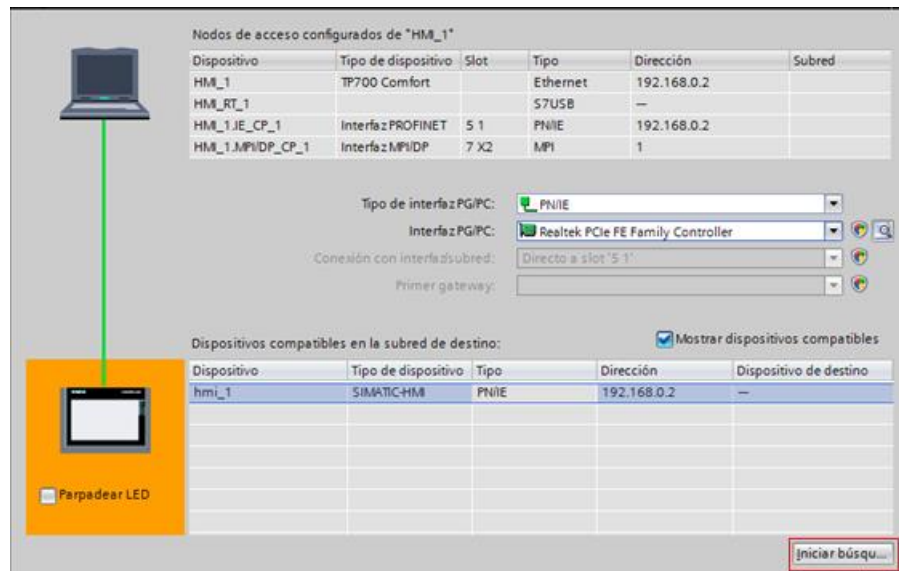 Nodos de acceso configurados de "HMI_1"
Dispositivo Tipo de dispositivo Slot Tipo Dirección Subred
HMI_1 TP700 Comfort Ethernet 192.168.0.2
HMI_RT_1 S7USB —
HMI_1.IE_CP_1 Interfaz PROFINET 5 1 PN/IE 192.168.0.2
HMI_1.MPI/DP_CP_1 Interfaz MPI/DP 7 X2 MPI 1
Tipo de interfaz PG/PC: PN/IE
Interfaz PG/PC: Realtek PCIe FE Family Controller
Conexión con interfaz/subred: Directo a slot '5 1'
Primer gateway:
Dispositivos compatibles en la subred de destino: Mostrar dispositivos compatibles
Dispositivo Tipo de dispositivo Tipo Dirección Dispositivo de destino
hmi_1 SIMATIC-HMI PN/IE 192.168.0.2 —
Parpadear LED
Iniciar búsqu...